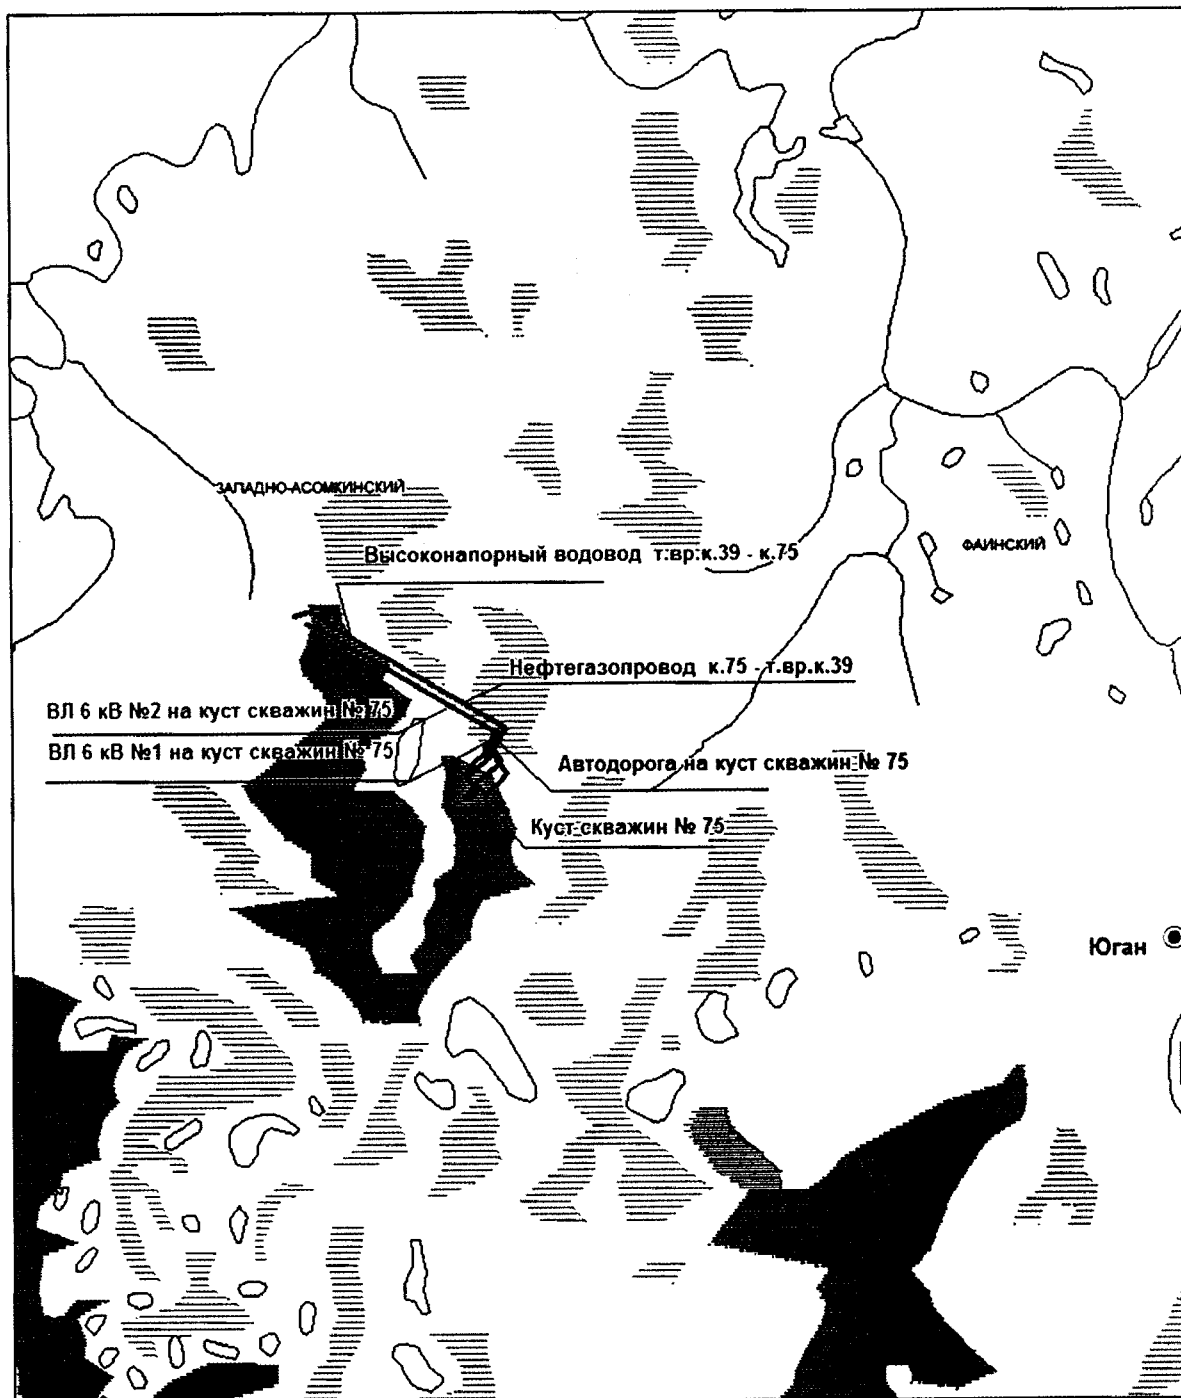 ЗАПАДНО-АСОМКИНСКИЙ
Высоконапорный водовод т.вр.к.39 - к.75
ФАИНСКИЙ
Нефтегазопровод к.75 - т.вр.к.39
ВЛ 6 кВ №2 на куст скважин № 75
ВЛ 6 кВ №1 на куст скважин № 75
Автодорога на куст скважин № 75
Куст скважин № 75
Юган